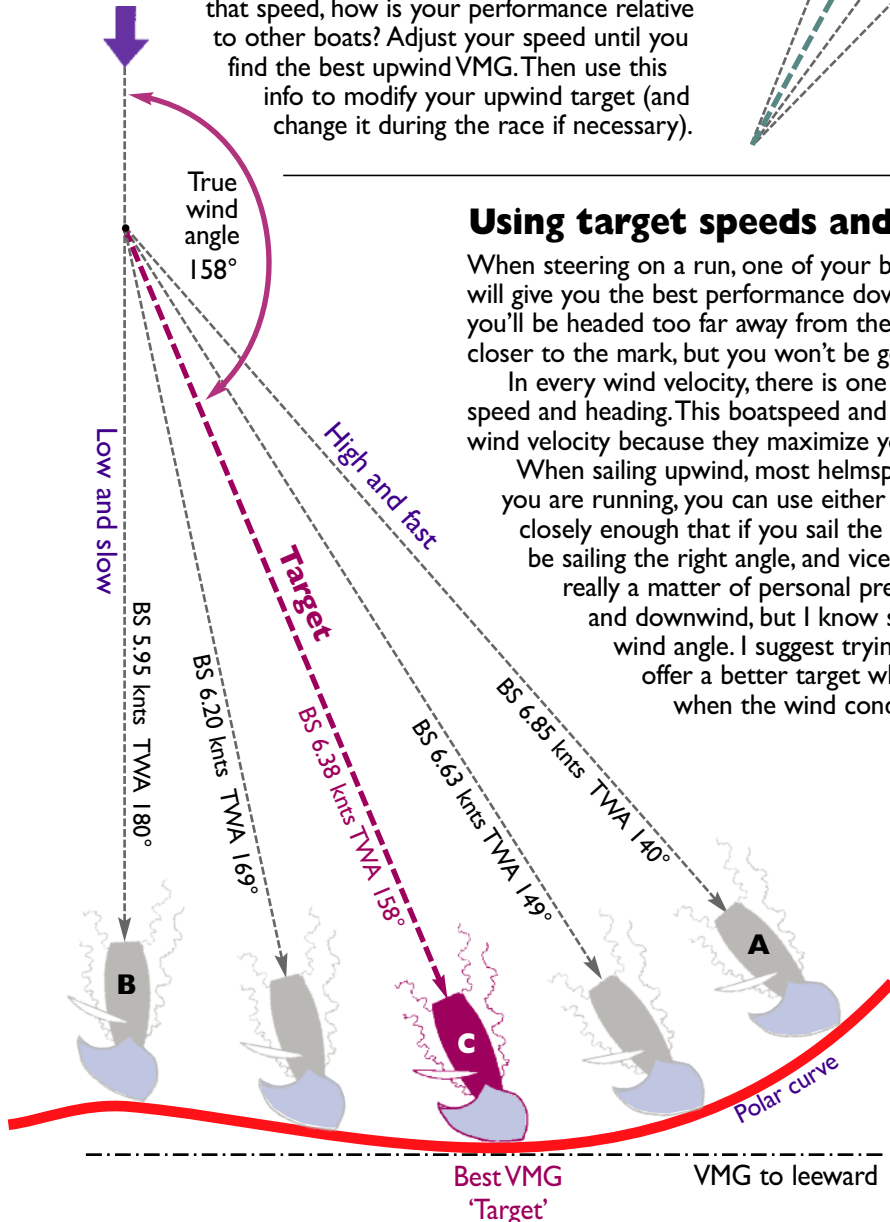 that speed, how is your performance relative
to other boats? Adjust your speed until you
find the best upwind VMG. Then use this
info to modify your upwind target (and
change it during the race if necessary).
True
wind
angle
158°
Using target speeds and
When steering on a run, one of your b
will give you the best performance dov
you'll be headed too far away from the
closer to the mark, but you won't be g
In every wind velocity, there is one
speed and heading. This boatspeed and
wind velocity because they maximize y
When sailing upwind, most helmsp
you are running, you can use either
closely enough that if you sail the
be sailing the right angle, and vice
really a matter of personal pre
and downwind, but I know s
wind angle. I suggest tryin
offer a better target wh
when the wind cond
Low and slow
High and fast
Target
BS 5.95 knts TWA 180°
BS 6.20 knts TWA 169°
BS 6.38 knts TWA 158°
BS 6.63 knts TWA 149°
BS 6.85 knts TWA 140°
B
C
A
Polar curve
Best VMG
'Target'
VMG to leeward